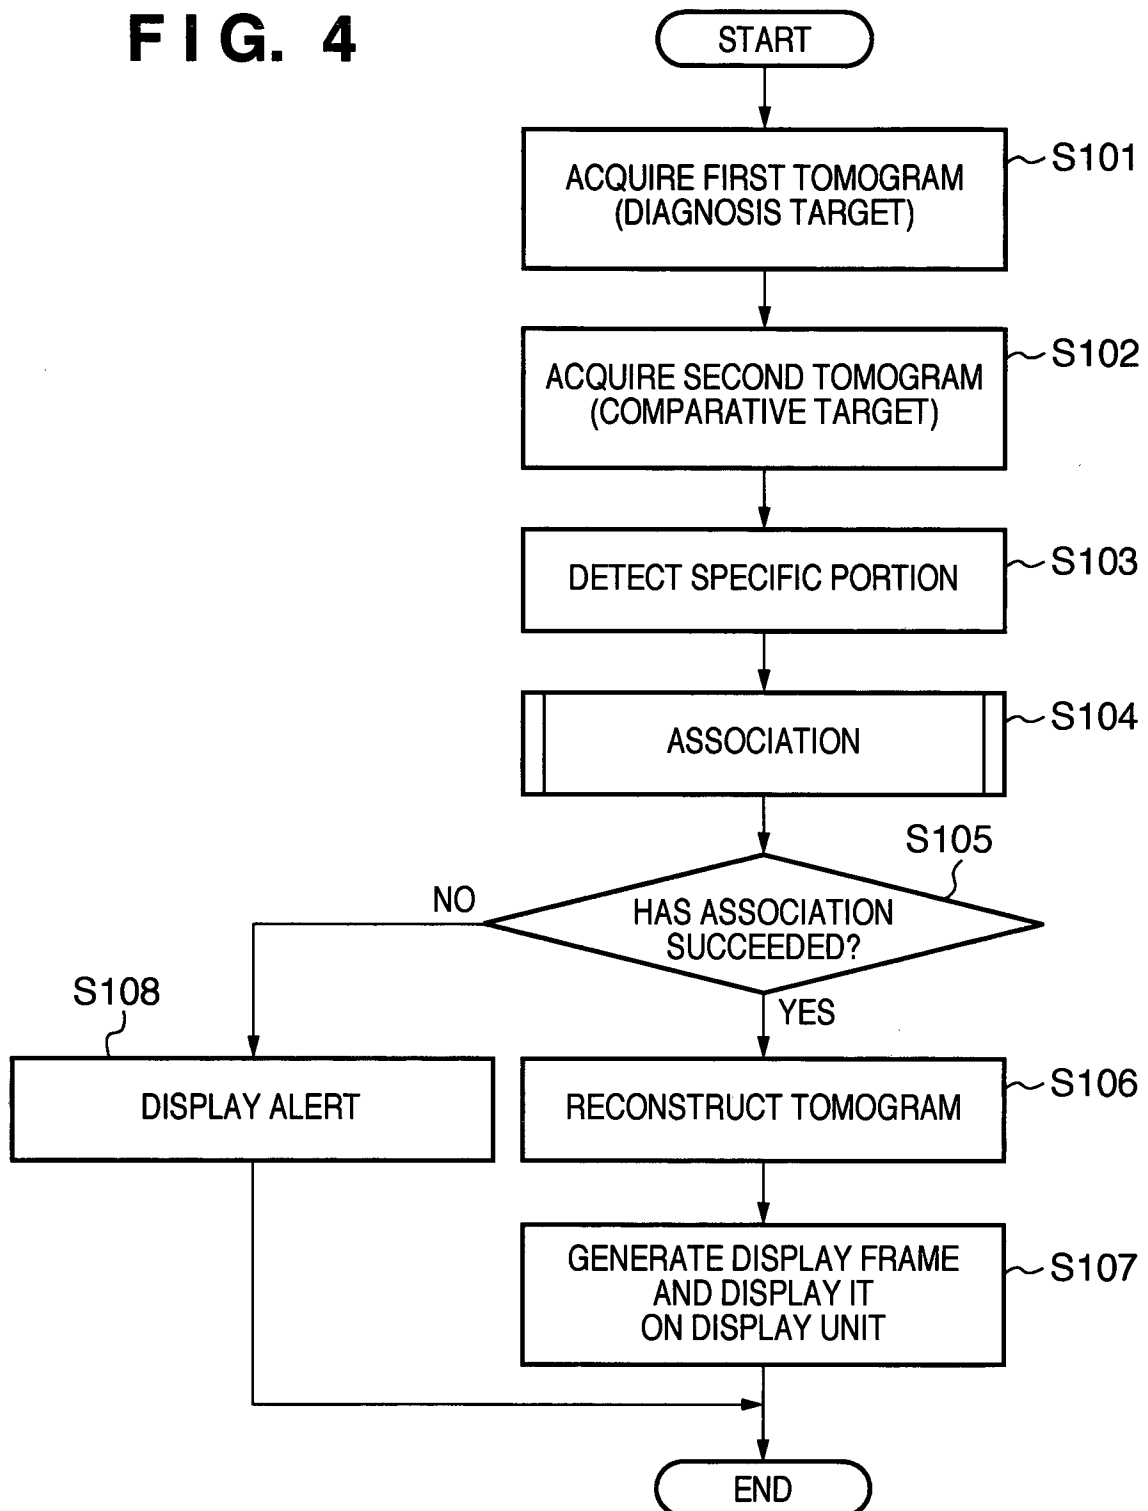 FIG. 4
START
ACQUIRE FIRST TOMOGRAM
(DIAGNOSIS TARGET)
S101
ACQUIRE SECOND TOMOGRAM
(COMPARATIVE TARGET)
S102
DETECT SPECIFIC PORTION
S103
ASSOCIATION
S104
S105
HAS ASSOCIATION
SUCCEEDED?
NO
YES
S108
DISPLAY ALERT
RECONSTRUCT TOMOGRAM
S106
GENERATE DISPLAY FRAME
AND DISPLAY IT
ON DISPLAY UNIT
S107
END